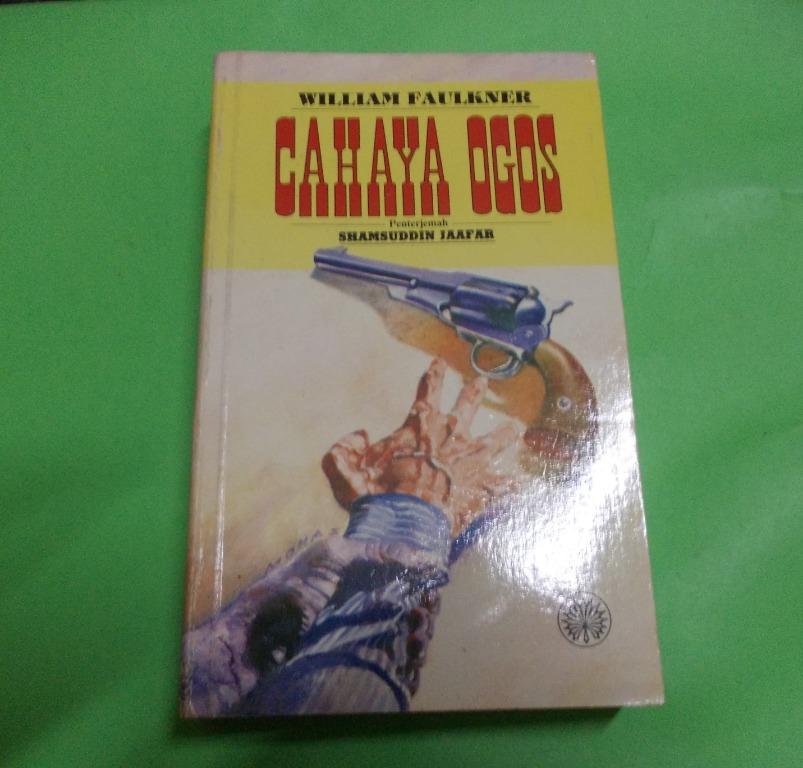 WILLIAM FAULKNER
CAHAYA OGOS
Penterjemah
SHAMSUDDIN JAAFAR